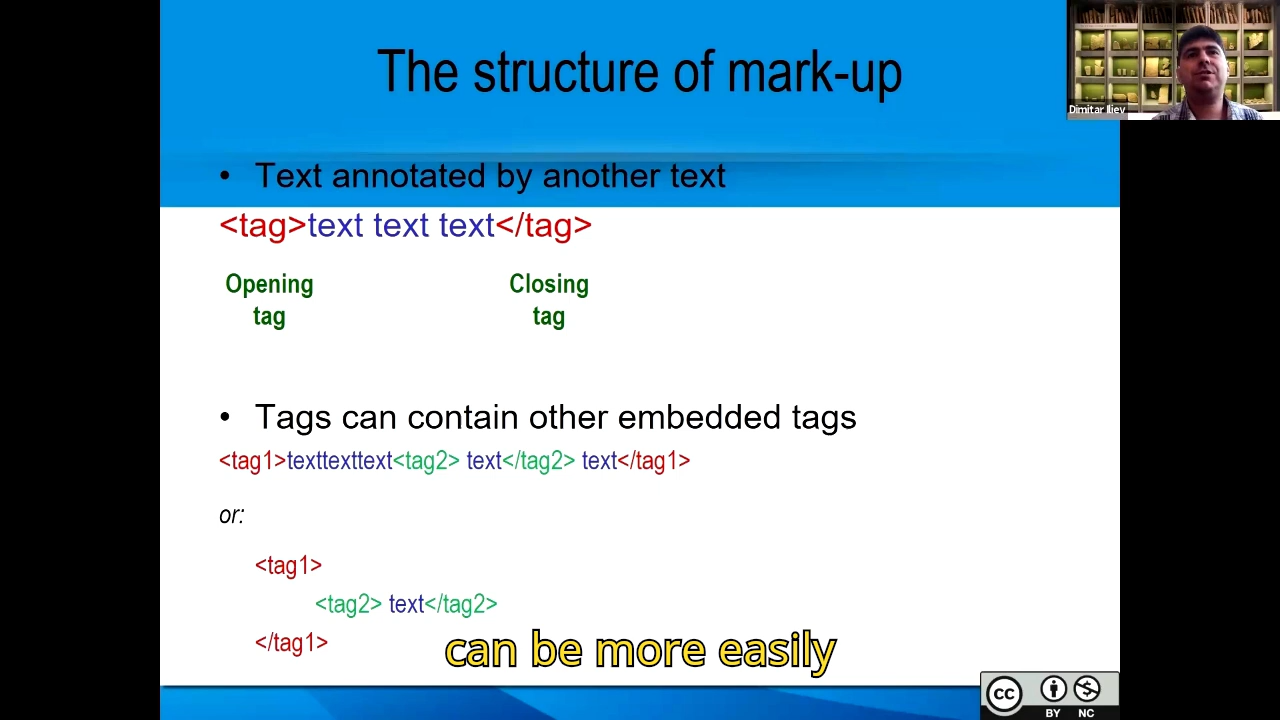 The structure of mark-up
Dimitar Iliev
• Text annotated by another text
<tag>text text text</tag>
Opening tag
Closing tag
• Tags can contain other embedded tags
<tag1>texttexttext<tag2> text</tag2> text</tag1>
or:
<tag1>
<tag2> text</tag2>
</tag1>
can be more easily
cc
BY NC